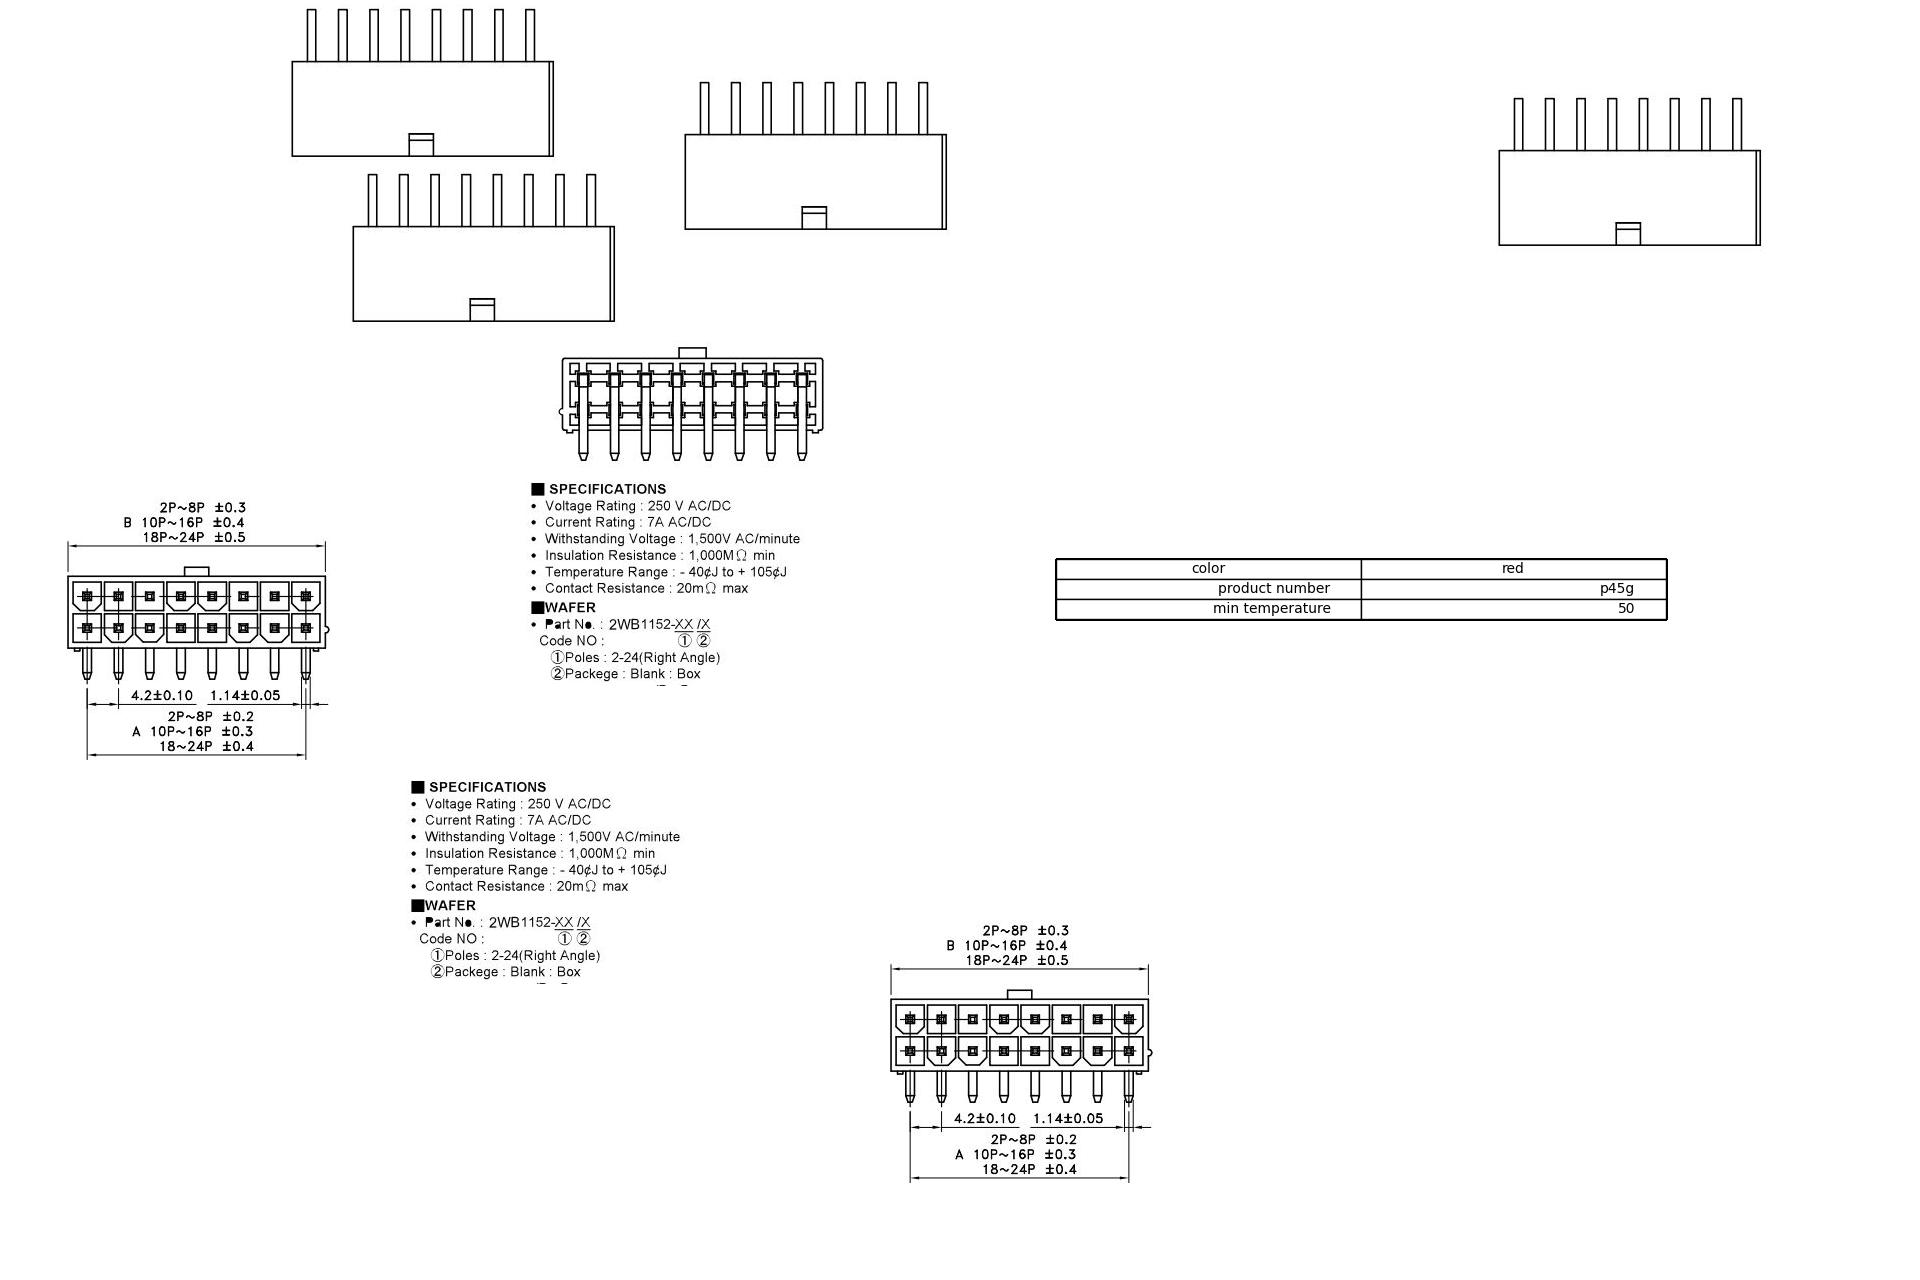 ■ SPECIFICATIONS
• Voltage Rating : 250 V AC/DC
• Current Rating : 7A AC/DC
• Withstanding Voltage : 1,500V AC/minute
• Insulation Resistance : 1,000MΩ min
• Temperature Range : - 40¢J to + 105¢J
• Contact Resistance : 20mΩ max
■WAFER
• Part No. : 2WB1152-XX /X
Code NO : ① ②
①Poles : 2-24(Right Angle)
②Packege : Blank : Box
2P~8P ±0.3
B 10P~16P ±0.4
18P~24P ±0.5
4.2±0.10 1.14±0.05
2P~8P ±0.2
A 10P~16P ±0.3
18~24P ±0.4
color red
product number p45g
min temperature 50
■ SPECIFICATIONS
• Voltage Rating : 250 V AC/DC
• Current Rating : 7A AC/DC
• Withstanding Voltage : 1,500V AC/minute
• Insulation Resistance : 1,000MΩ min
• Temperature Range : - 40¢J to + 105¢J
• Contact Resistance : 20mΩ max
■WAFER
• Part No. : 2WB1152-XX /X
Code NO : ① ②
①Poles : 2-24(Right Angle)
②Packege : Blank : Box
2P~8P ±0.3
B 10P~16P ±0.4
18P~24P ±0.5
4.2±0.10 1.14±0.05
2P~8P ±0.2
A 10P~16P ±0.3
18~24P ±0.4